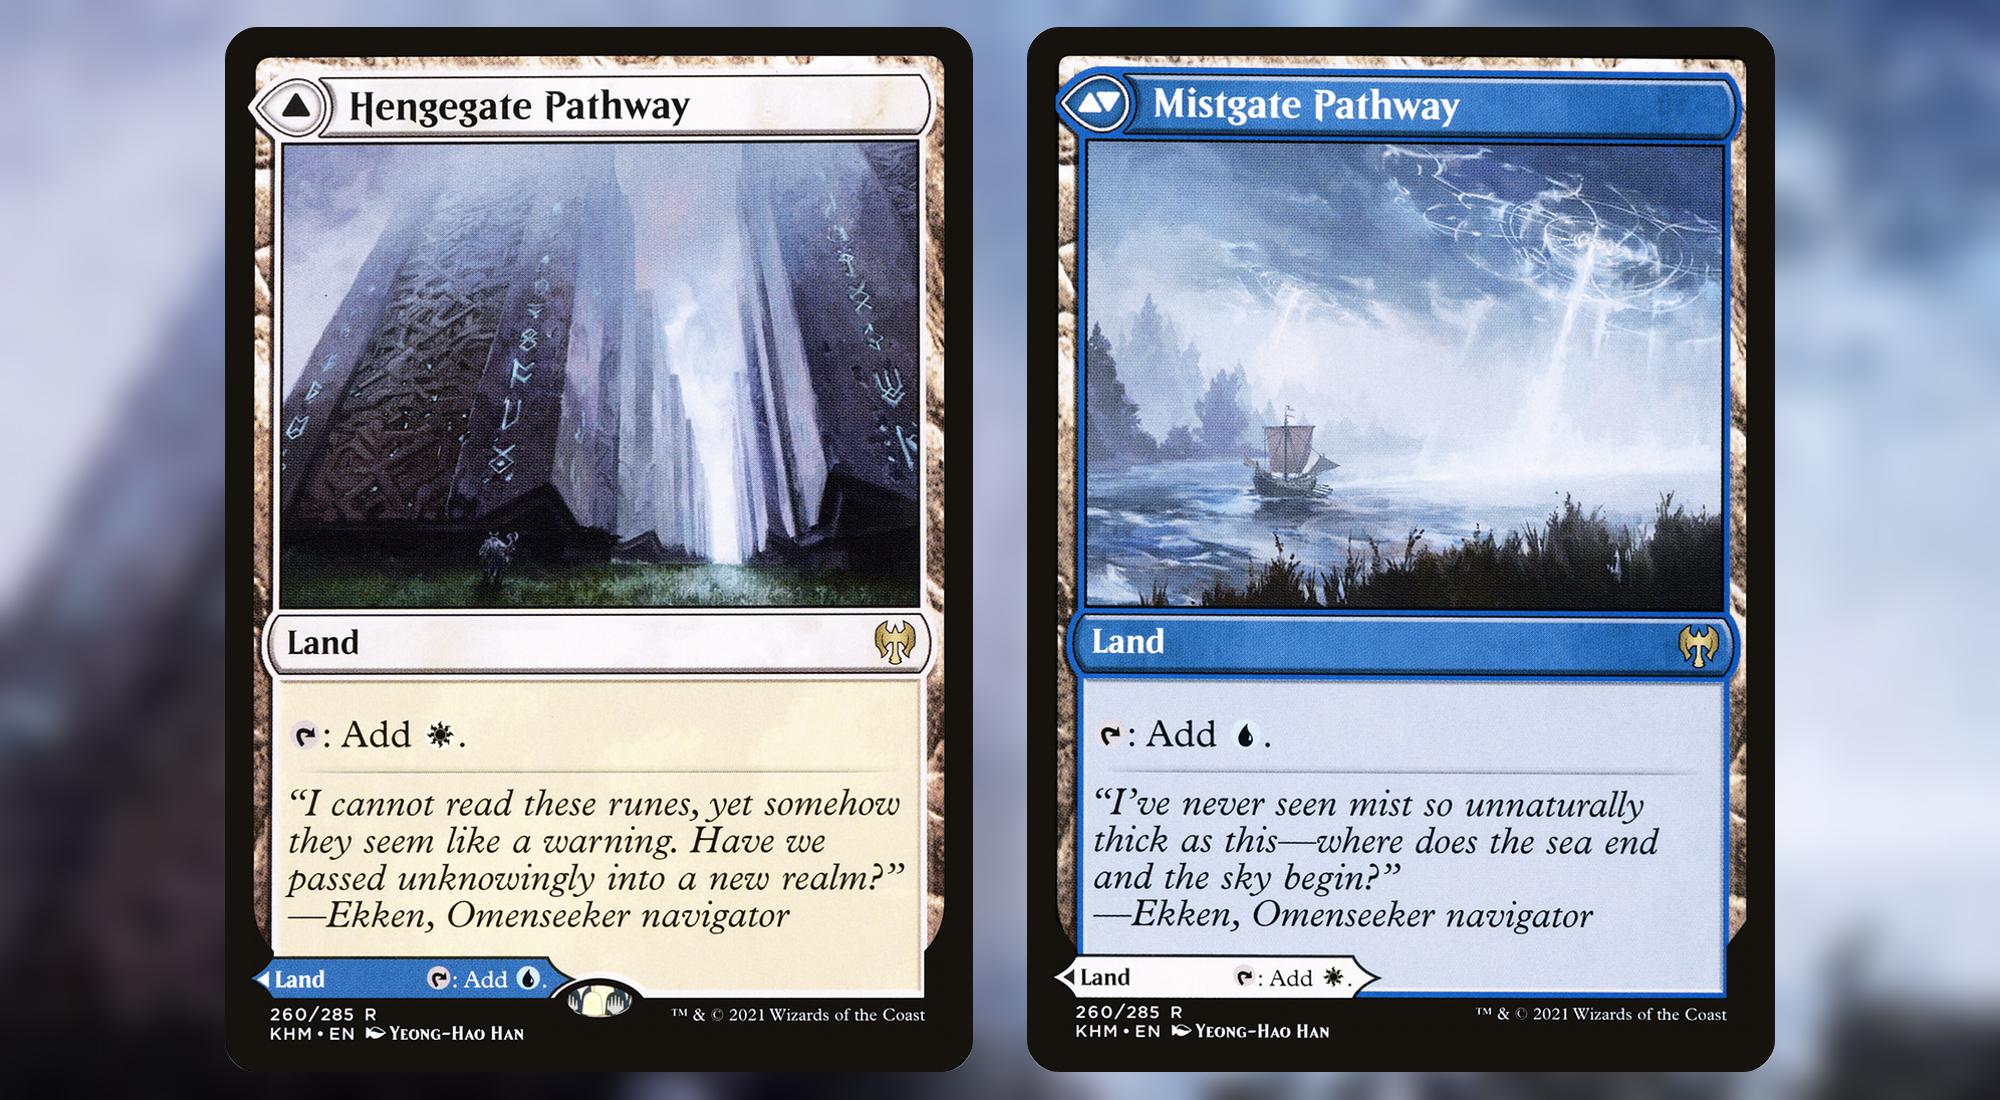 Hengegate Pathway
Land
: Add .
“I cannot read these runes, yet somehow
they seem like a warning. Have we
passed unknowingly into a new realm?”
—Ekken, Omenseeker navigator
Land : Add .
260/285 R
KHM • EN Yeong-Hao Han
™ & © 2021 Wizards of the Coast
Mistgate Pathway
Land
: Add .
“I’ve never seen mist so unnaturally
thick as this—where does the sea end
and the sky begin?”
—Ekken, Omenseeker navigator
Land : Add .
260/285 R
KHM • EN Yeong-Hao Han
™ & © 2021 Wizards of the Coast